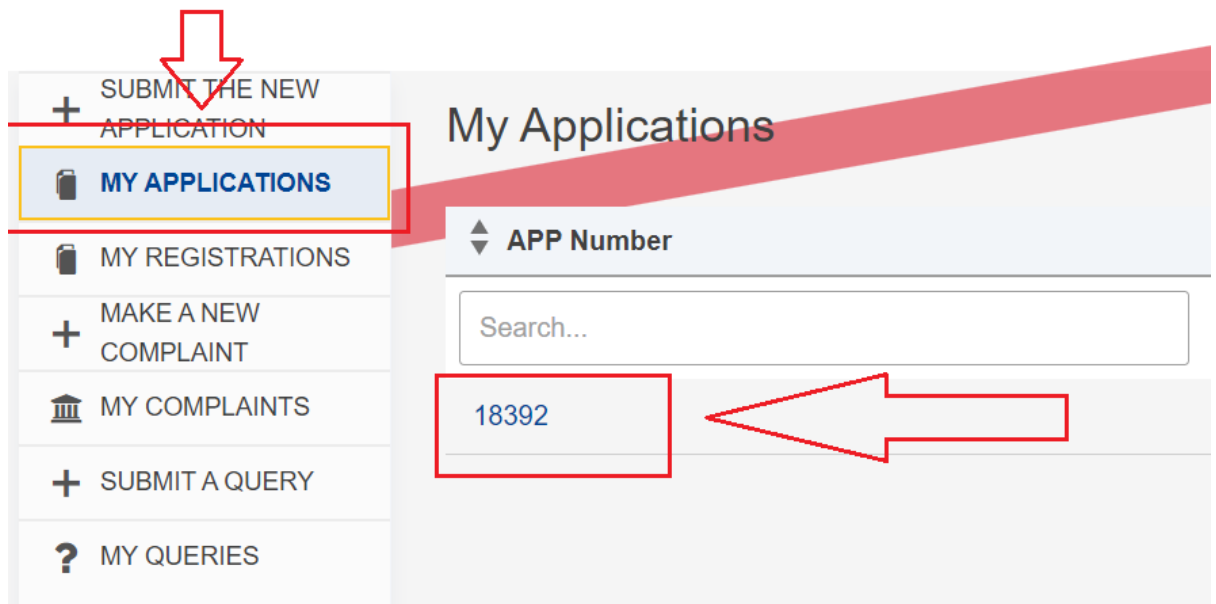 SUBMIT THE NEW
APPLICATION
MY APPLICATIONS
MY REGISTRATIONS
MAKE A NEW
COMPLAINT
MY COMPLAINTS
SUBMIT A QUERY
MY QUERIES
My Applications
APP Number
Search...
18392